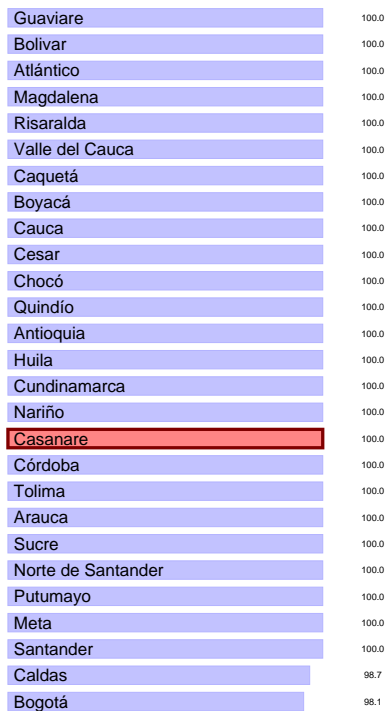 Guaviare 100.0
Bolivar 100.0
Atlántico 100.0
Magdalena 100.0
Risaralda 100.0
Valle del Cauca 100.0
Caquetá 100.0
Boyacá 100.0
Cauca 100.0
Cesar 100.0
Chocó 100.0
Quindío 100.0
Antioquia 100.0
Huila 100.0
Cundinamarca 100.0
Nariño 100.0
Casanare 100.0
Córdoba 100.0
Tolima 100.0
Arauca 100.0
Sucre 100.0
Norte de Santander 100.0
Putumayo 100.0
Meta 100.0
Santander 100.0
Caldas 98.7
Bogotá 98.1